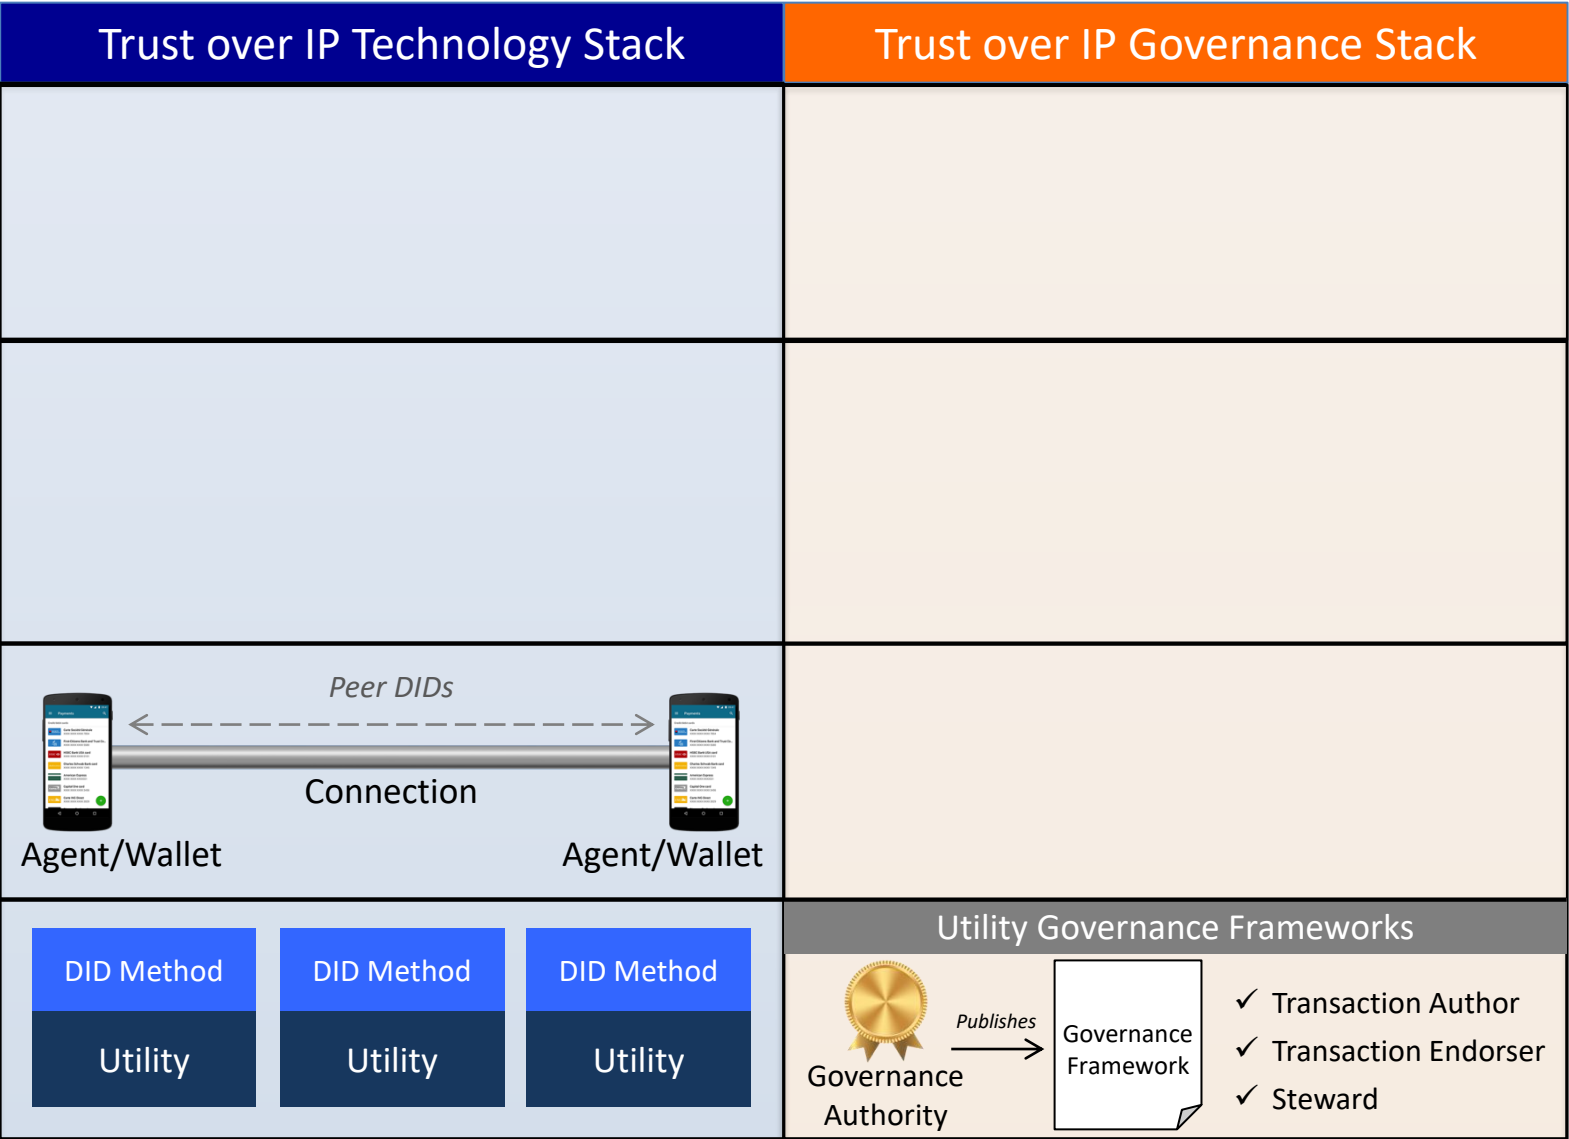 Trust over IP Technology Stack
Trust over IP Governance Stack
Peer DIDs
Payments
Connection
Agent/Wallet
Agent/Wallet
Utility Governance Frameworks
DID Method
DID Method
DID Method
Utility
Utility
Utility
Governance
Authority
Publishes
Governance
Framework
✓ Transaction Author
✓ Transaction Endorser
✓ Steward